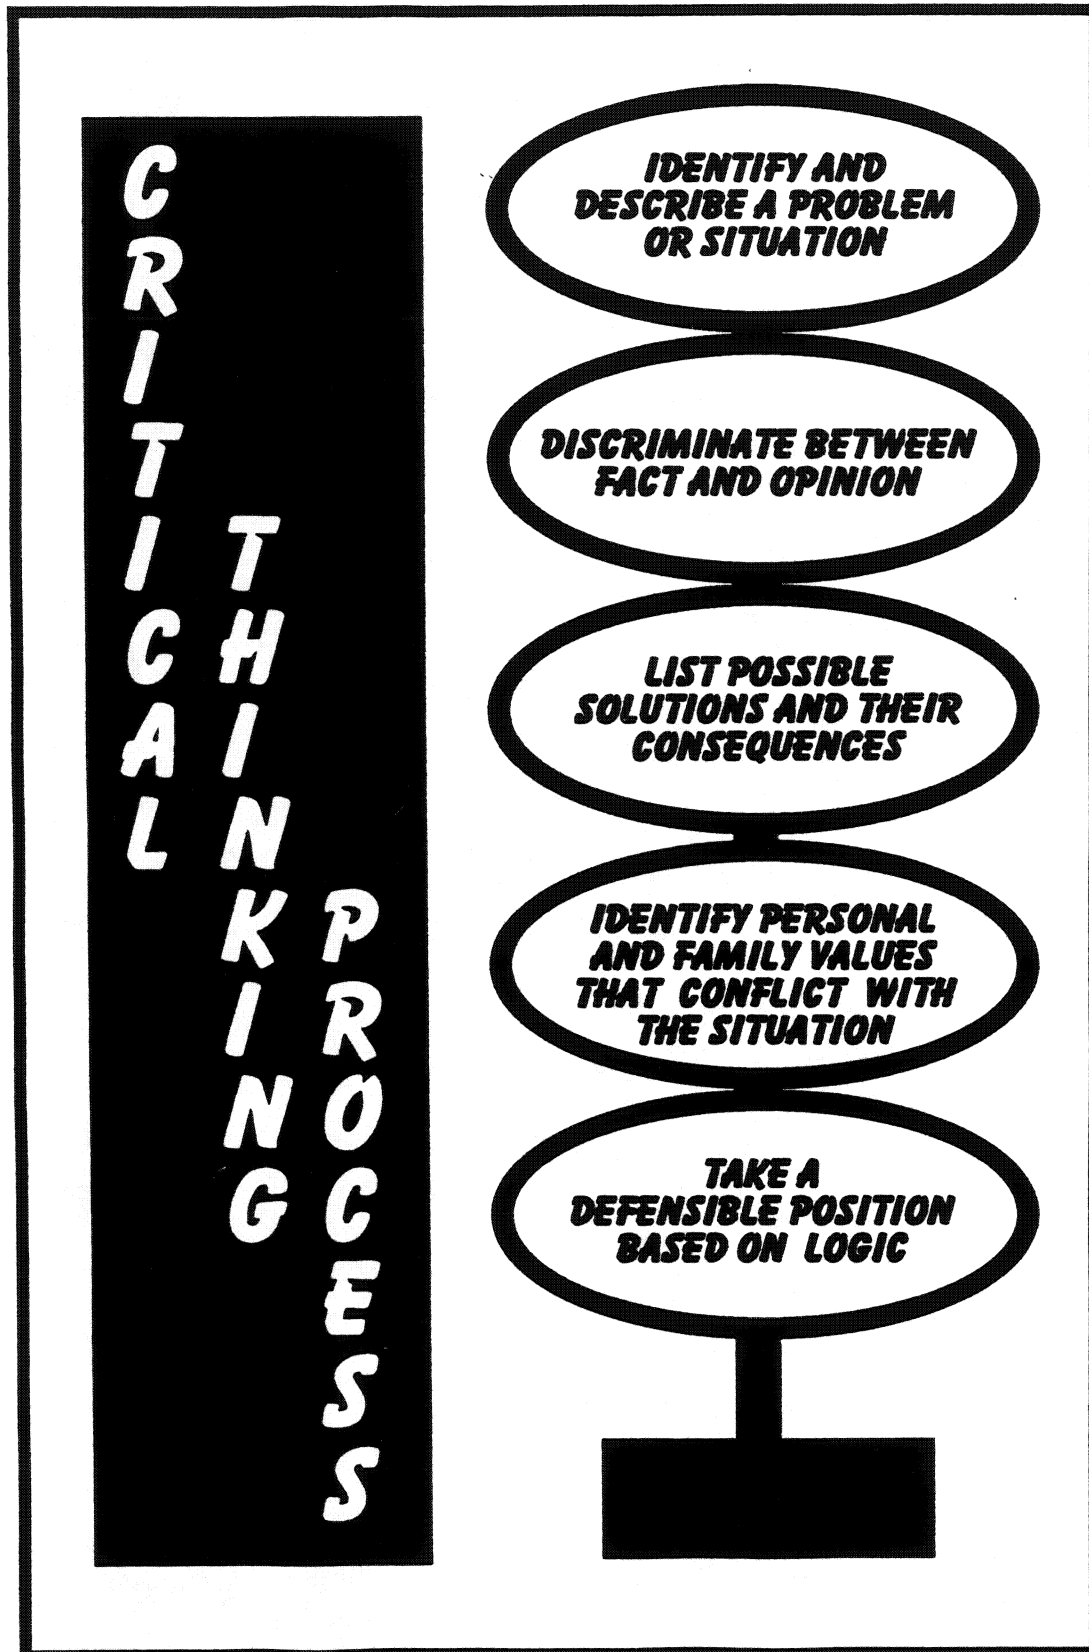 CRITICAL
THINKING
PROCESS
IDENTIFY AND
DESCRIBE A PROBLEM
OR SITUATION
DISCRIMINATE BETWEEN
FACT AND OPINION
LIST POSSIBLE
SOLUTIONS AND THEIR
CONSEQUENCES
IDENTIFY PERSONAL
AND FAMILY VALUES
THAT CONFLICT WITH
THE SITUATION
TAKE A
DEFENSIBLE POSITION
BASED ON LOGIC